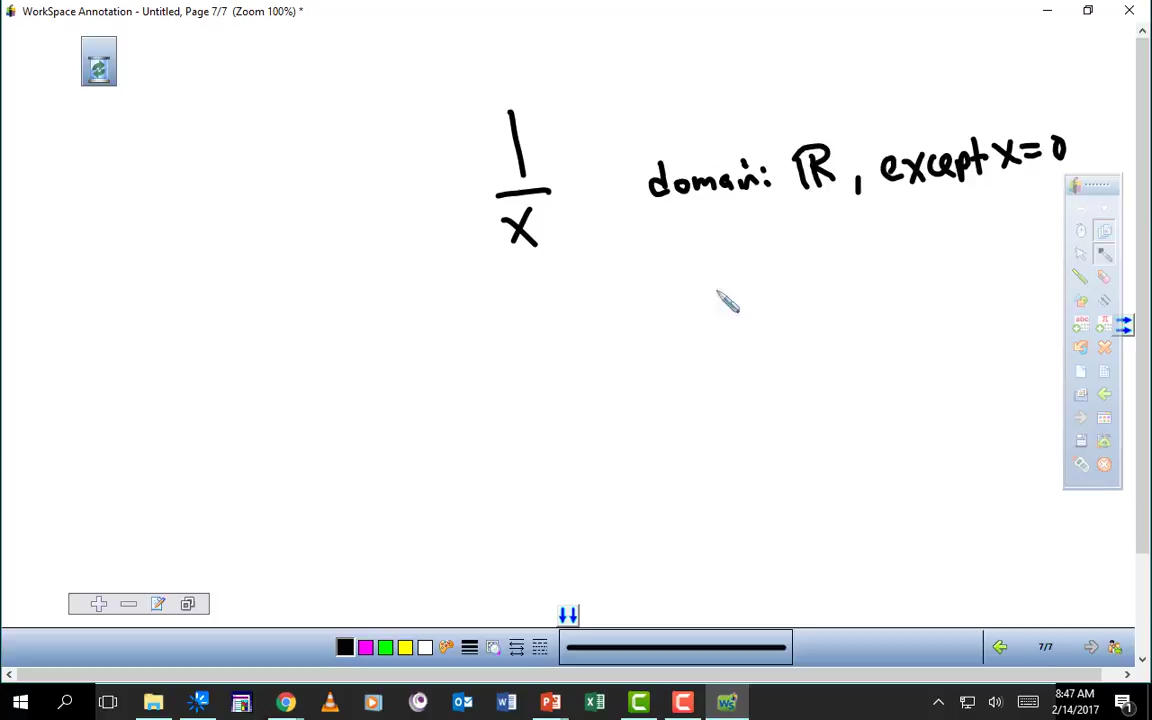 WorkSpace Annotation - Untitled, Page 7/7 (Zoom 100%) *
1
x
domain: ℝ, except x=0
abc
π
7/7
8:47 AM
2/14/2017